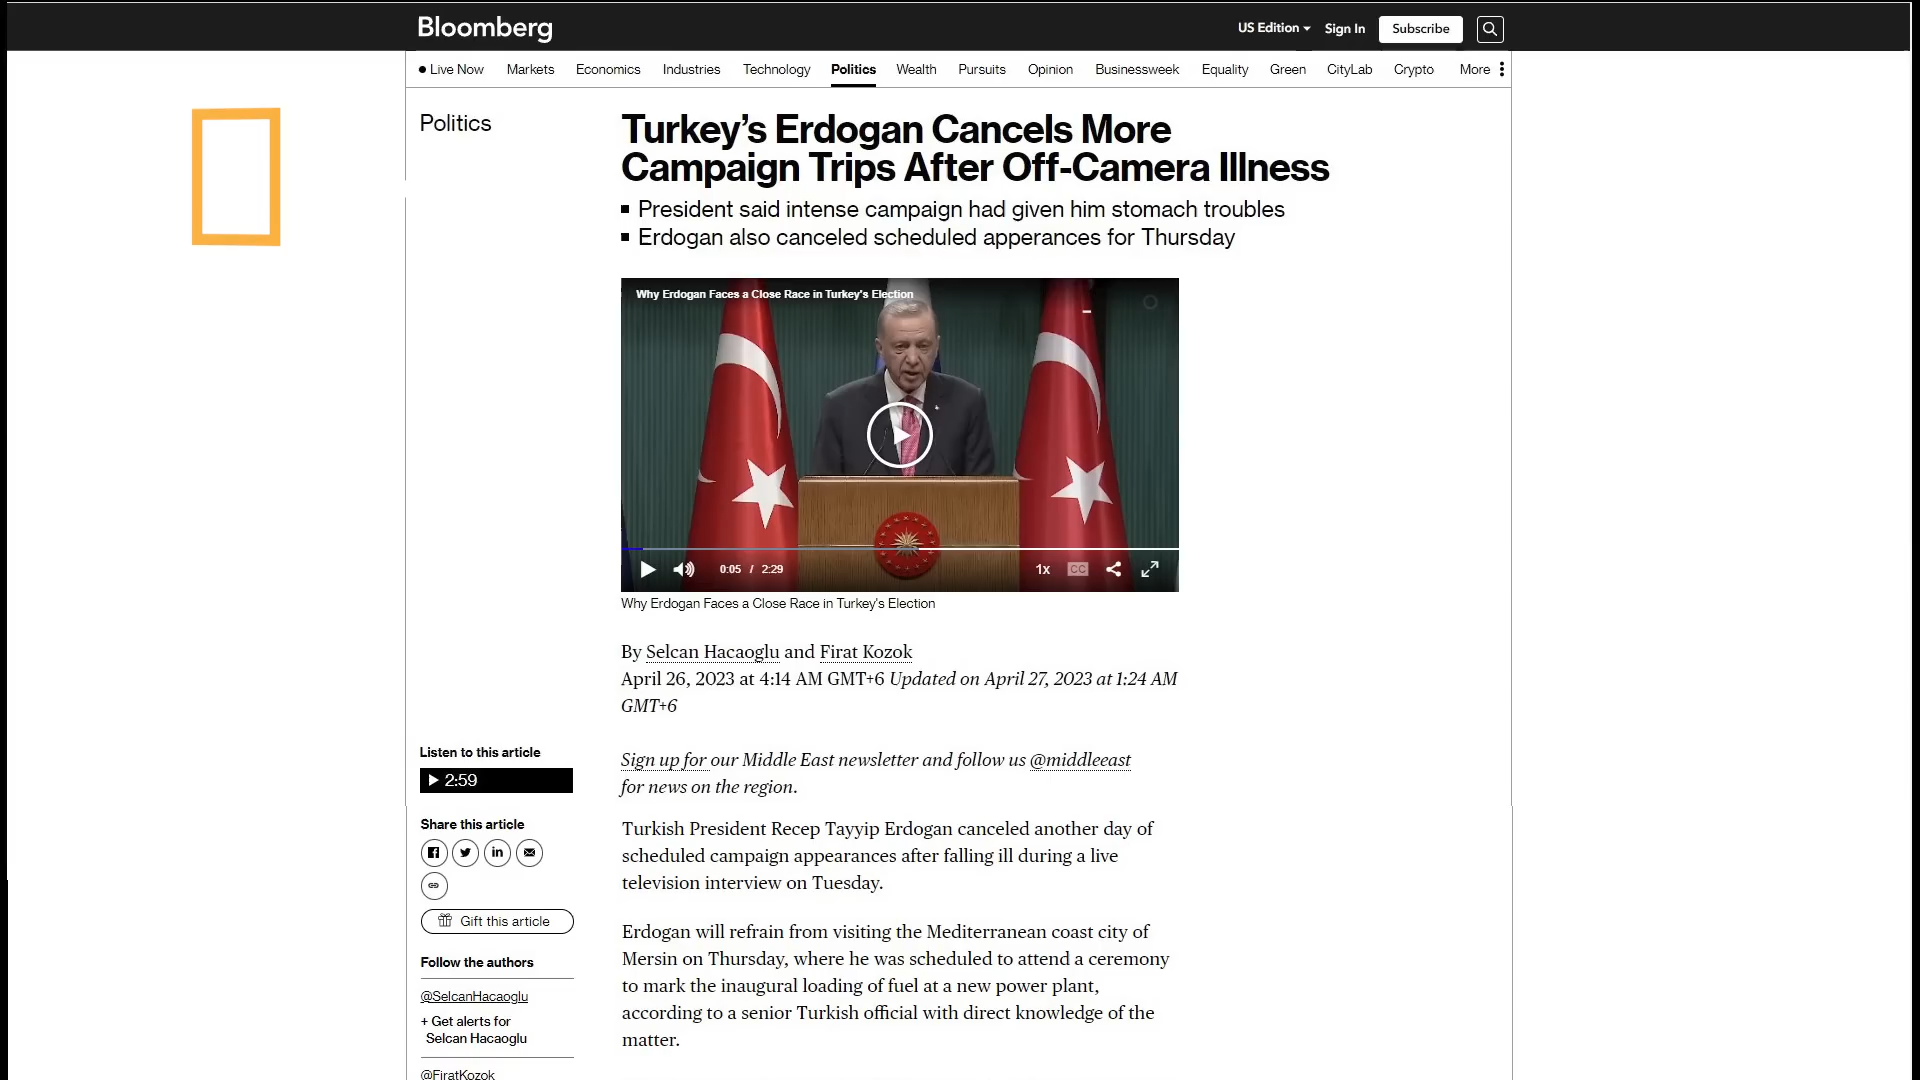 Bloomberg
US Edition
Sign In
Subscribe
Live Now
Markets
Economics
Industries
Technology
Politics
Wealth
Pursuits
Opinion
Businessweek
Equality
Green
CityLab
Crypto
More
Politics
Turkey's Erdogan Cancels More
Campaign Trips After Off-Camera Illness
President said intense campaign had given him stomach troubles
Erdogan also canceled scheduled apperances for Thursday
Why Erdogan Faces a Close Race in Turkey's Election
0:05 / 2:29
1x
CC
Why Erdogan Faces a Close Race in Turkey's Election
By Selcan Hacaoglu and Firat Kozok
April 26, 2023 at 4:14 AM GMT+6 Updated on April 27, 2023 at 1:24 AM
GMT+6
Listen to this article
2:59
Share this article
in
Gift this article
Follow the authors
@SelcanHacaoglu
+ Get alerts for
Selcan Hacaoglu
@FiratKozok
Sign up for our Middle East newsletter and follow us @middleeast
for news on the region.
Turkish President Recep Tayyip Erdogan canceled another day of
scheduled campaign appearances after falling ill during a live
television interview on Tuesday.
Erdogan will refrain from visiting the Mediterranean coast city of
Mersin on Thursday, where he was scheduled to attend a ceremony
to mark the inaugural loading of fuel at a new power plant,
according to a senior Turkish official with direct knowledge of the
matter.